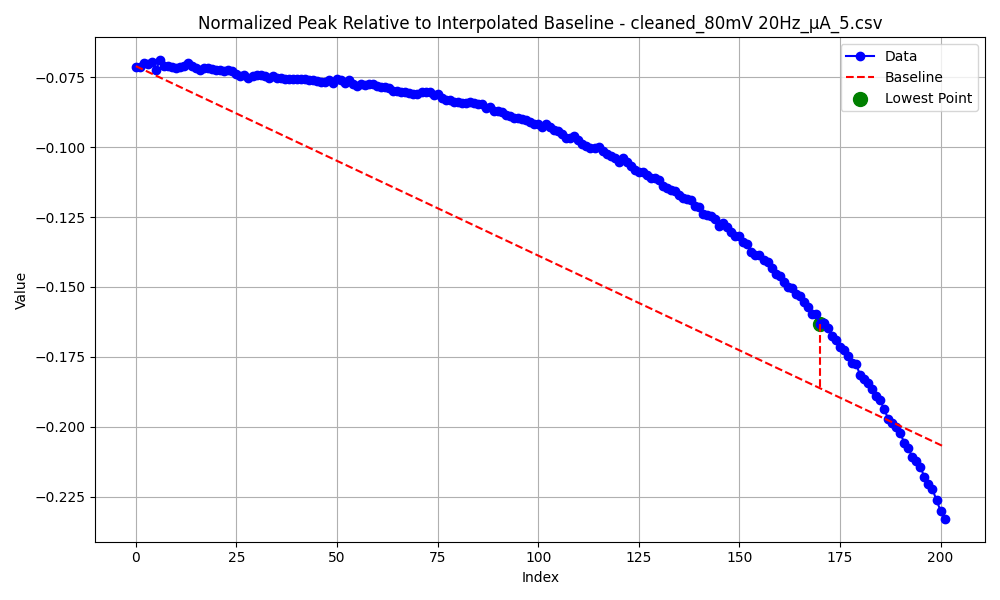 Normalized Peak Relative to Interpolated Baseline - cleaned_80mV 20Hz_μA_5.csv
Data
Baseline
Lowest Point
Value
−0.075
−0.100
−0.125
−0.150
−0.175
−0.200
−0.225
0 25 50 75 100 125 150 175 200
Index